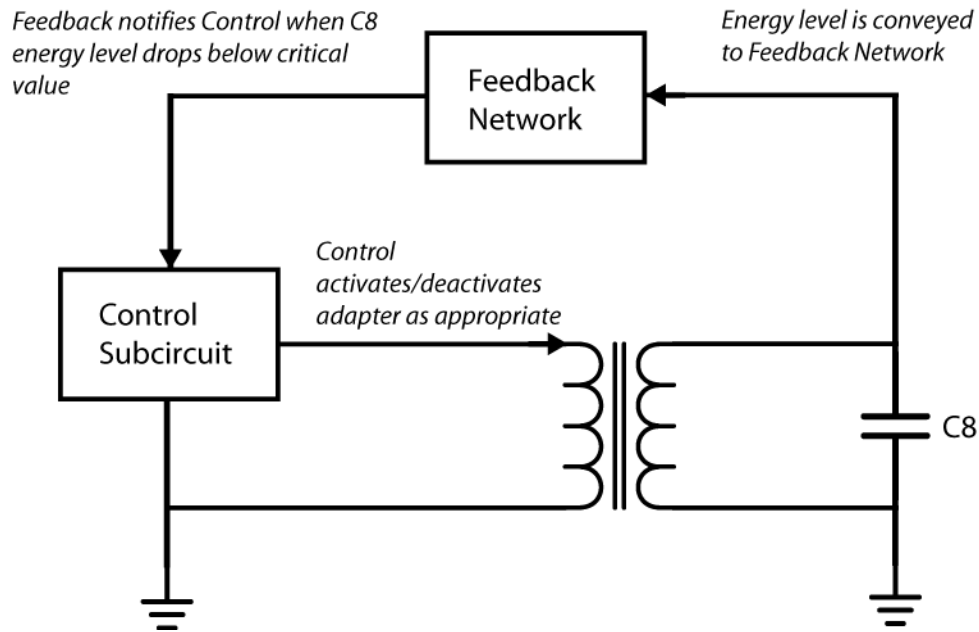 Feedback notifies Control when C8
energy level drops below critical
value
Energy level is conveyed
to Feedback Network
Feedback
Network
Control
activates/deactivates
adapter as appropriate
Control
Subcircuit
C8